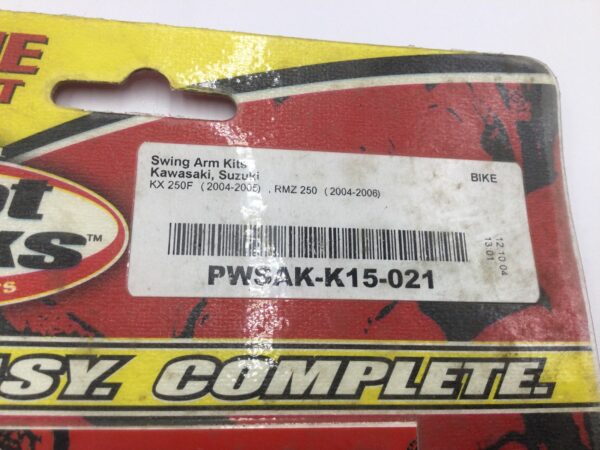 Swing Arm Kits
Kawasaki, Suzuki
KX 250F (2004-2005) , RMZ 250 (2004-2006)
BIKE
12 10 04
13 01
PWSAK-K15-021
COMPLETE.